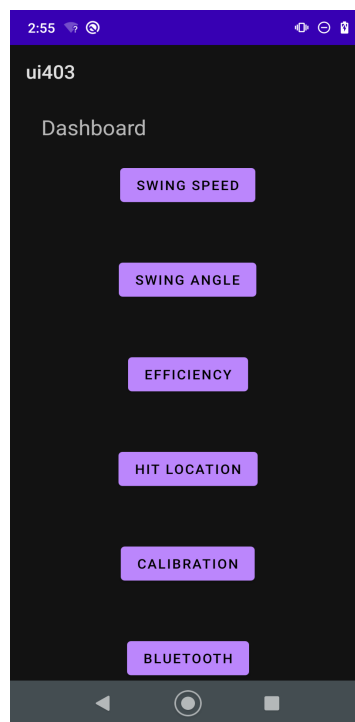 2:55
ui403
Dashboard
SWING SPEED
SWING ANGLE
EFFICIENCY
HIT LOCATION
CALIBRATION
BLUETOOTH